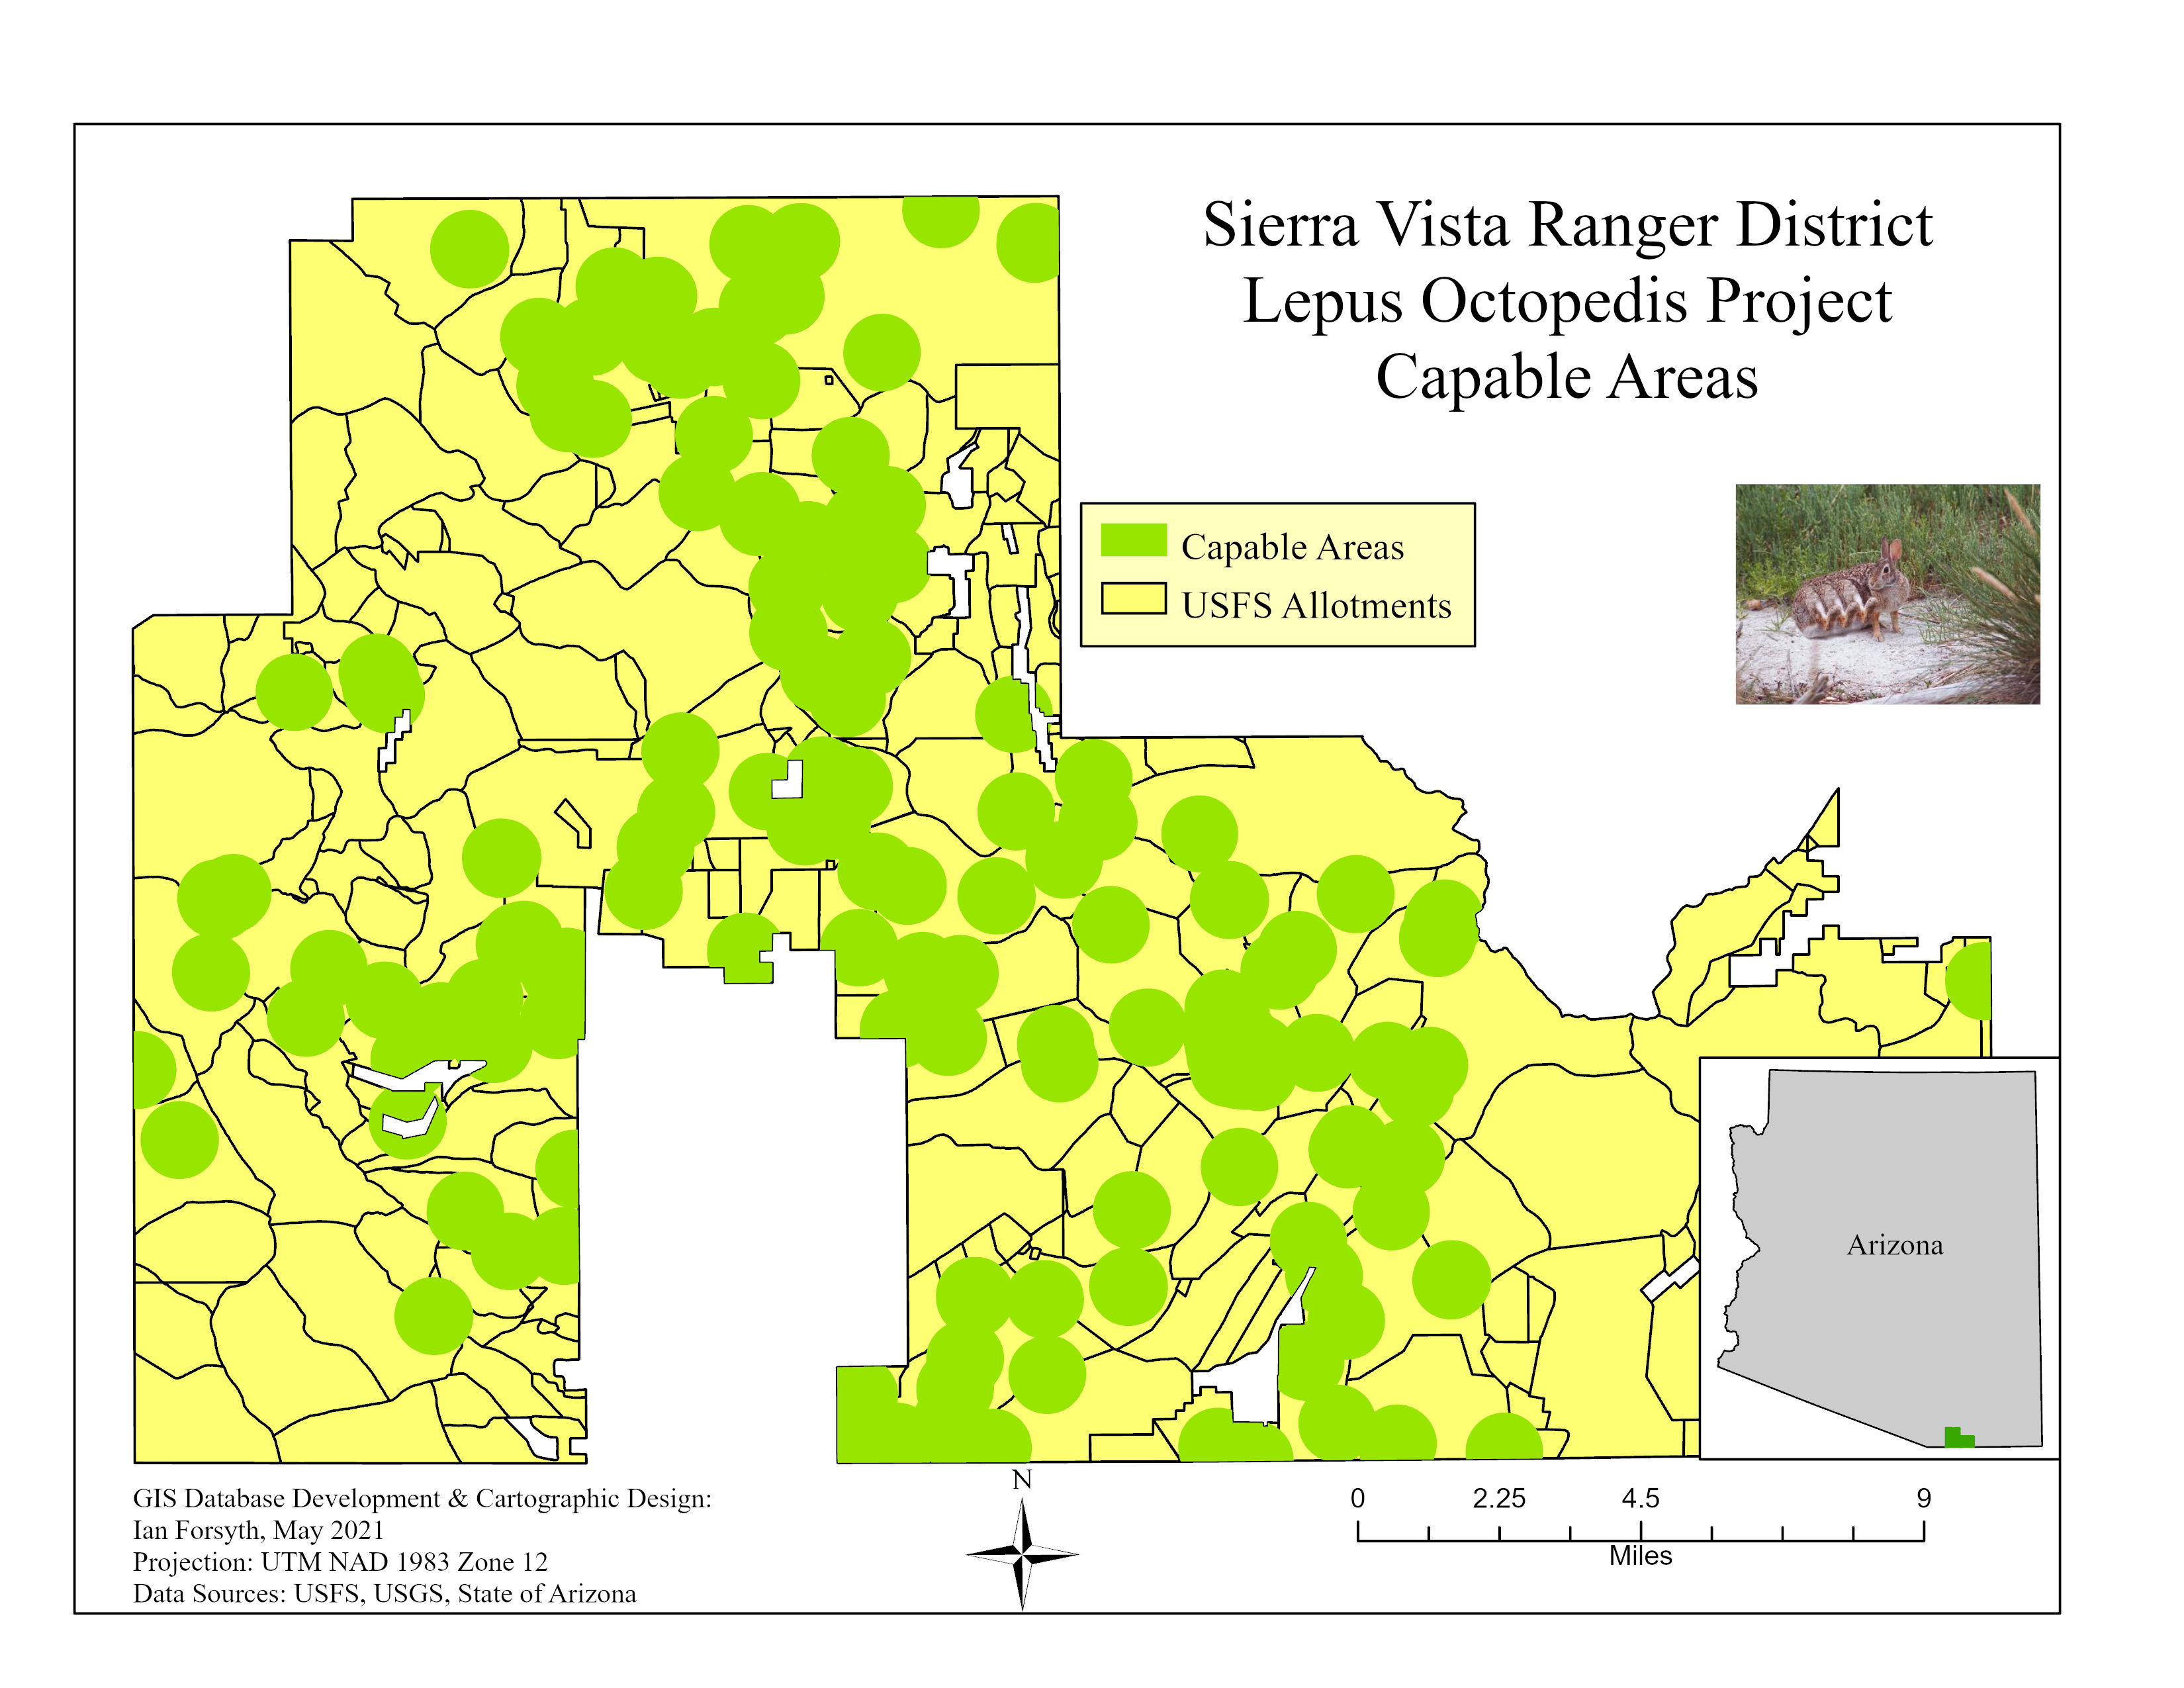 Sierra Vista Ranger District
Lepus Octopedis Project
Capable Areas
Capable Areas
USFS Allotments
Arizona
GIS Database Development & Cartographic Design:
Ian Forsyth, May 2021
Projection: UTM NAD 1983 Zone 12
Data Sources: USFS, USGS, State of Arizona
N
0 2.25 4.5 9
Miles